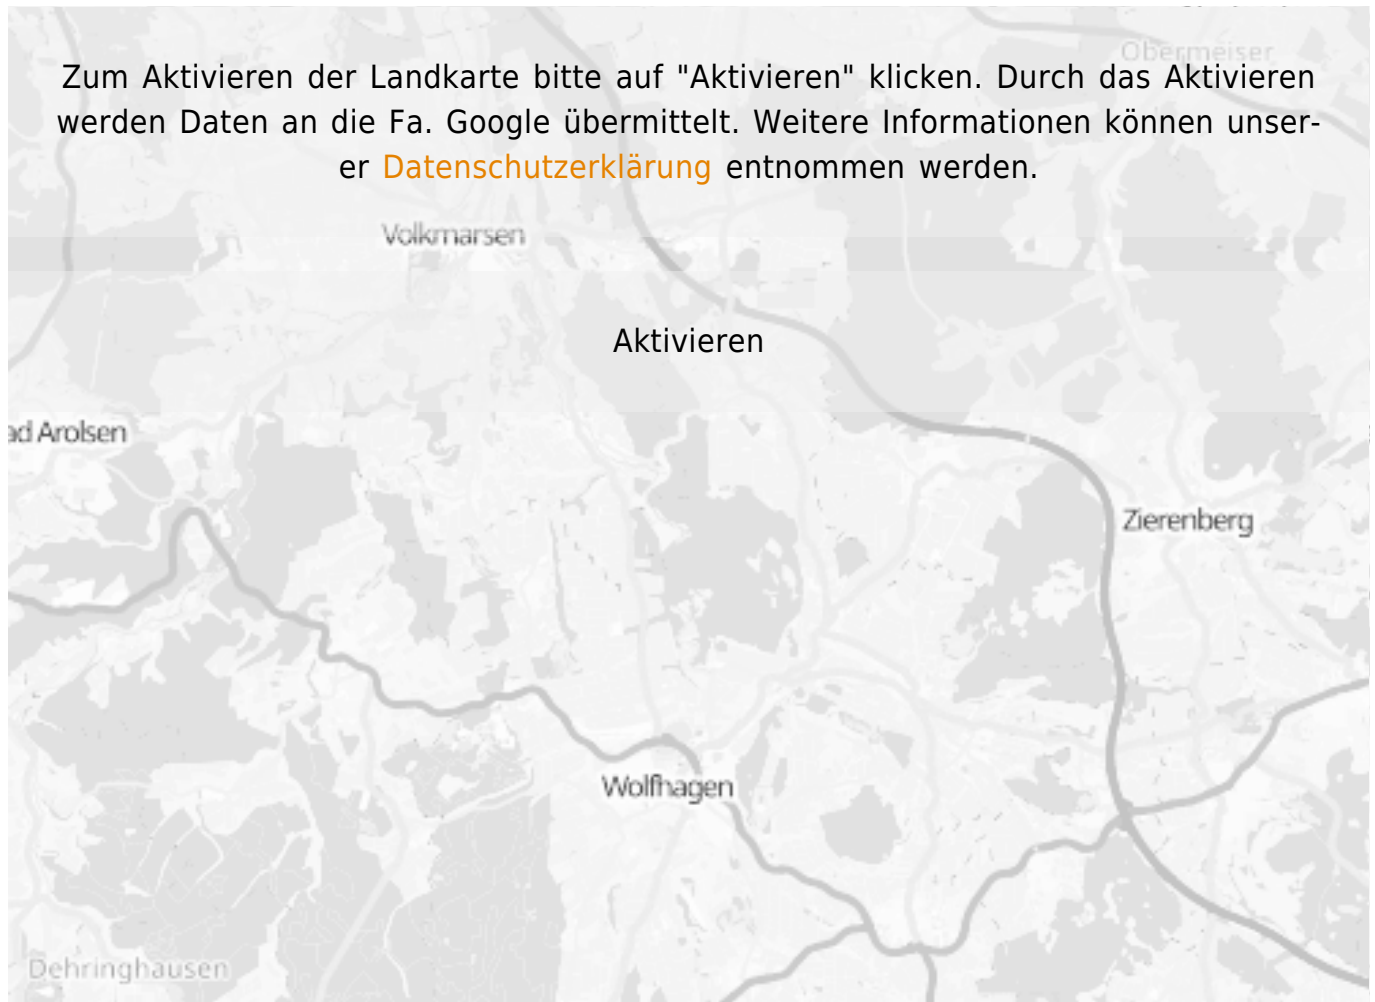 Obermeiser
Zum Aktivieren der Landkarte bitte auf "Aktivieren" klicken. Durch das Aktivieren
werden Daten an die Fa. Google übermittelt. Weitere Informationen können unser-
er Datenschutzerklärung entnommen werden.
Volkmarsen
Aktivieren
ad Arolsen
Zierenberg
Wolfhagen
Dehringhausen